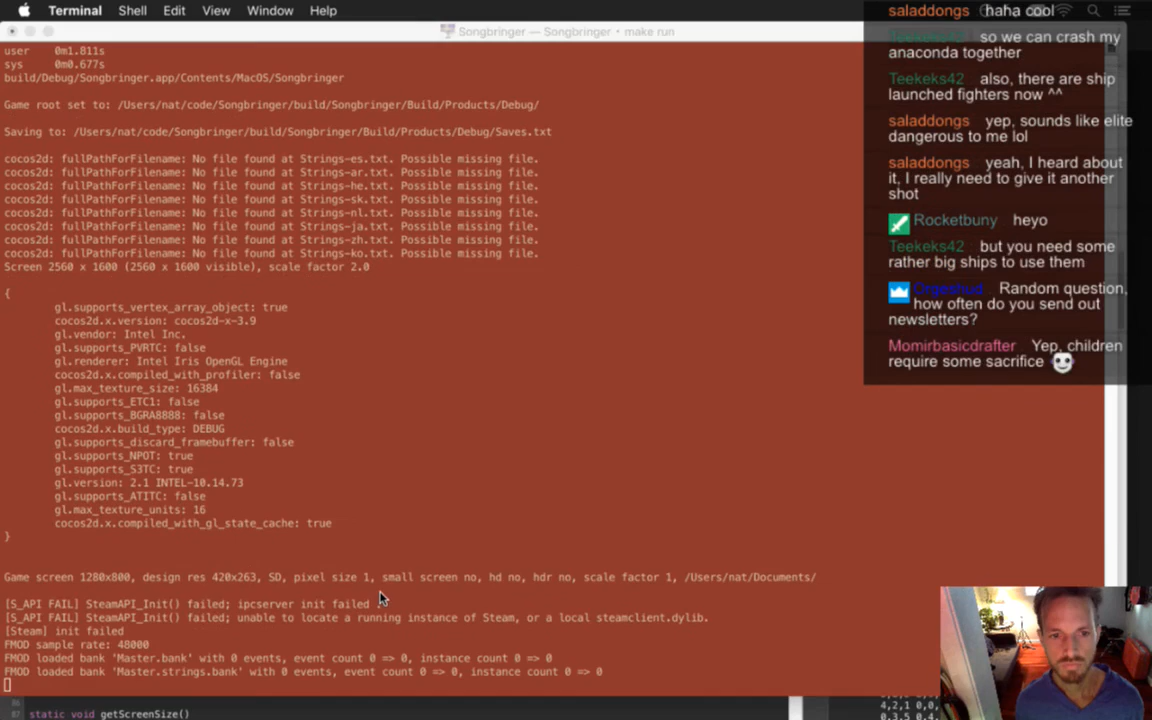 Terminal Shell Edit View Window Help
Songbringer — Songbringer • make run
user 0m1.811s
sys 0m0.677s
build/Debug/Songbringer.app/Contents/MacOS/Songbringer
Game root set to: /Users/nat/code/Songbringer/build/Songbringer/Build/Products/Debug/
Saving to: /Users/nat/code/Songbringer/build/Songbringer/Build/Products/Debug/Saves.txt
cocos2d: fullPathForFilename: No file found at Strings-es.txt. Possible missing file.
cocos2d: fullPathForFilename: No file found at Strings-ar.txt. Possible missing file.
cocos2d: fullPathForFilename: No file found at Strings-he.txt. Possible missing file.
cocos2d: fullPathForFilename: No file found at Strings-sk.txt. Possible missing file.
cocos2d: fullPathForFilename: No file found at Strings-nl.txt. Possible missing file.
cocos2d: fullPathForFilename: No file found at Strings-ja.txt. Possible missing file.
cocos2d: fullPathForFilename: No file found at Strings-zh.txt. Possible missing file.
cocos2d: fullPathForFilename: No file found at Strings-ko.txt. Possible missing file.
Screen 2560 x 1600 (2560 x 1600 visible), scale factor 2.0
{
gl.supports_vertex_array_object: true
cocos2d.x.version: cocos2d-x-3.9
gl.vendor: Intel Inc.
gl.supports_PVRTC: false
gl.renderer: Intel Iris OpenGL Engine
cocos2d.x.compiled_with_profiler: false
gl.max_texture_size: 16384
gl.supports_ETC1: false
gl.supports_BGRA8888: false
cocos2d.x.build_type: DEBUG
gl.supports_discard_framebuffer: false
gl.supports_NPOT: true
gl.supports_S3TC: true
gl.version: 2.1 INTEL-10.14.73
gl.supports_ATITC: false
gl.max_texture_units: 16
cocos2d.x.compiled_with_gl_state_cache: true
}
Game screen 1280x800, design res 420x263, SD, pixel size 1, small screen no, hd no, hdr no, scale factor 1, /Users/nat/Documents/
[S_API FAIL] SteamAPI_Init() failed; ipcserver init failed
[S_API FAIL] SteamAPI_Init() failed; unable to locate a running instance of Steam, or a local steamclient.dylib.
[Steam] init failed
FMOD sample rate: 48000
FMOD loaded bank 'Master.bank' with 0 events, event count 0 => 0, instance count 0 => 0
FMOD loaded bank 'Master.strings.bank' with 0 events, event count 0 => 0, instance count 0 => 0
87 static void getScreenSize()
saladdongs haha cool
Teekeks42 so we can crash my
anaconda together
Teekeks42 also, there are ship
launched fighters now ^^
saladdongs yep, sounds like elite
dangerous to me lol
saladdongs yeah, I heard about
it, I really need to give it another
shot
Rocketbuny heyo
Teekeks42 but you need some
rather big ships to use them
Orgestiud Random question,
how often do you send out
newsletters?
Momirbasicdrafter Yep, children
require some sacrifice